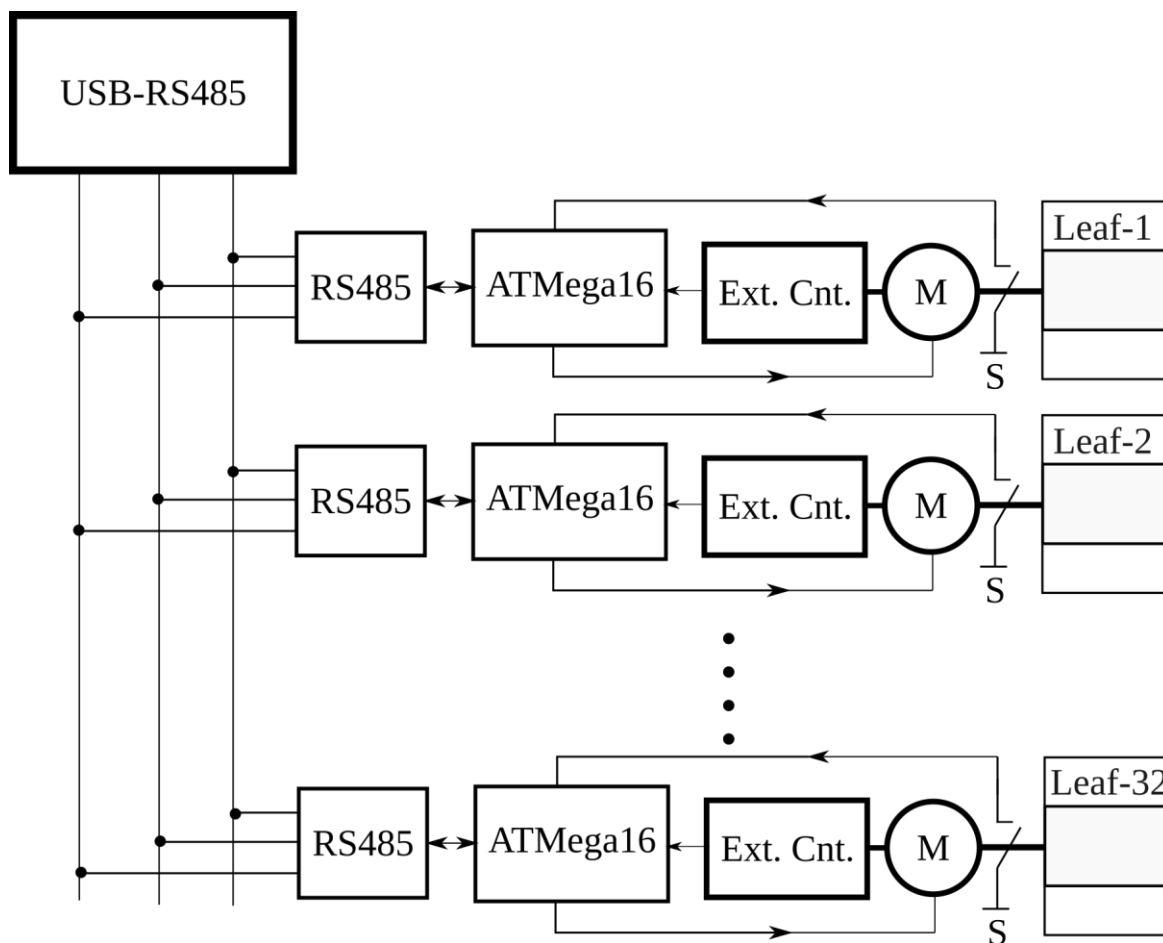 USB-RS485
RS485
ATMega16
Ext. Cnt.
M
S
Leaf-1
RS485
ATMega16
Ext. Cnt.
M
S
Leaf-2
RS485
ATMega16
Ext. Cnt.
M
S
Leaf-32